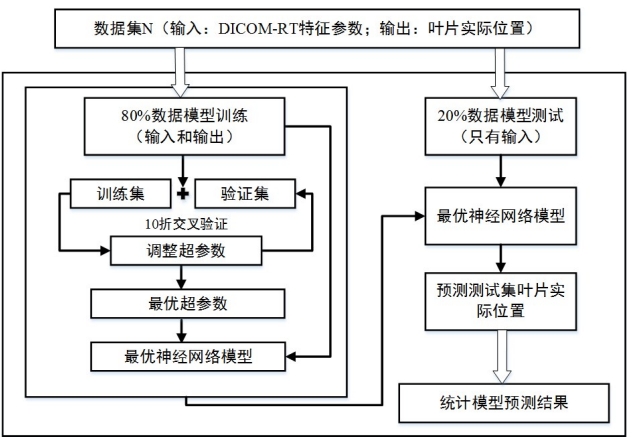 数据集N（输入：DICOM-RT特征参数；输出：叶片实际位置）
80%数据模型训练
（输入和输出）
训练集
验证集
10折交叉验证
调整超参数
最优超参数
最优神经网络模型
20%数据模型测试
（只有输入）
最优神经网络模型
预测测试集叶片实
际位置
统计模型预测结果